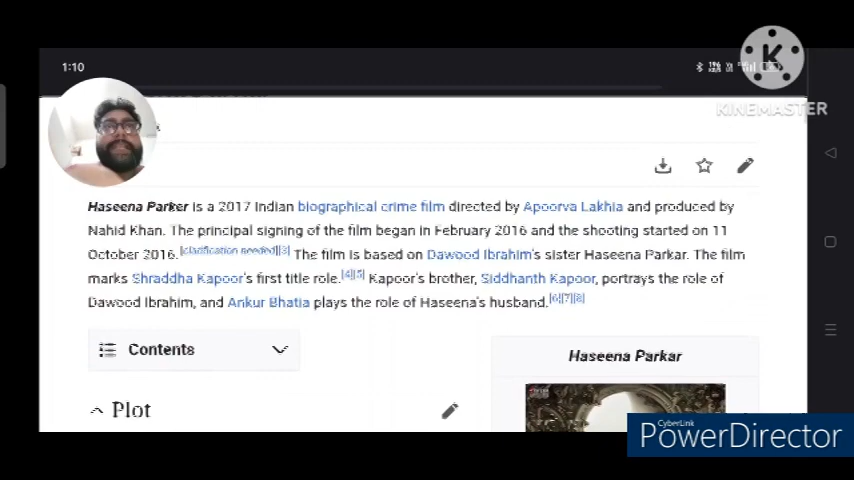 1:10
KINEMASTER
Haseena Parker is a 2017 Indian biographical crime film directed by Apoorva Lakhia and produced by
Nahid Khan. The principal signing of the film began in February 2016 and the shooting started on 11
October 2016.[clarification needed][3] The film is based on Dawood Ibrahim's sister Haseena Parkar. The film
marks Shraddha Kapoor's first title role.[4][5] Kapoor's brother, Siddhanth Kapoor, portrays the role of
Dawood Ibrahim, and Ankur Bhatia plays the role of Haseena's husband.[6][7][8]
Contents
Haseena Parkar
Plot
CyberLink
PowerDirector